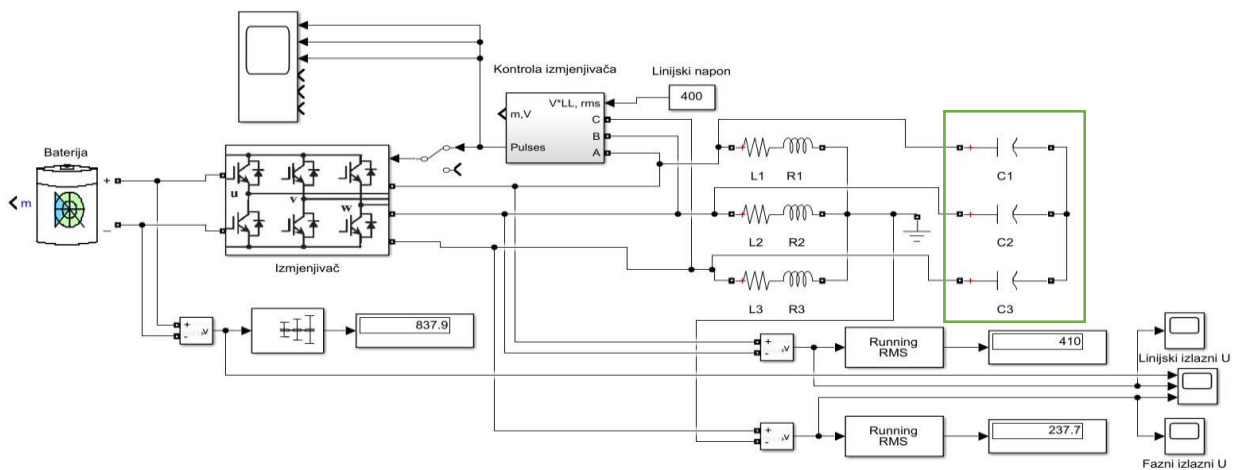 Kontrola izmjenjivača
Linijski napon
V*LL, rms
400
m,V
C
B
Pulses
A
Baterija
+
m
_
u
v
w
Izmjenjivač
L1 R1
C1
L2 R2
C2
L3 R3
C3
+
-
,v
837.9
+
-
,v
Running
RMS
410
Linijski izlazni U
+
-
,v
Running
RMS
237.7
Fazni izlazni U